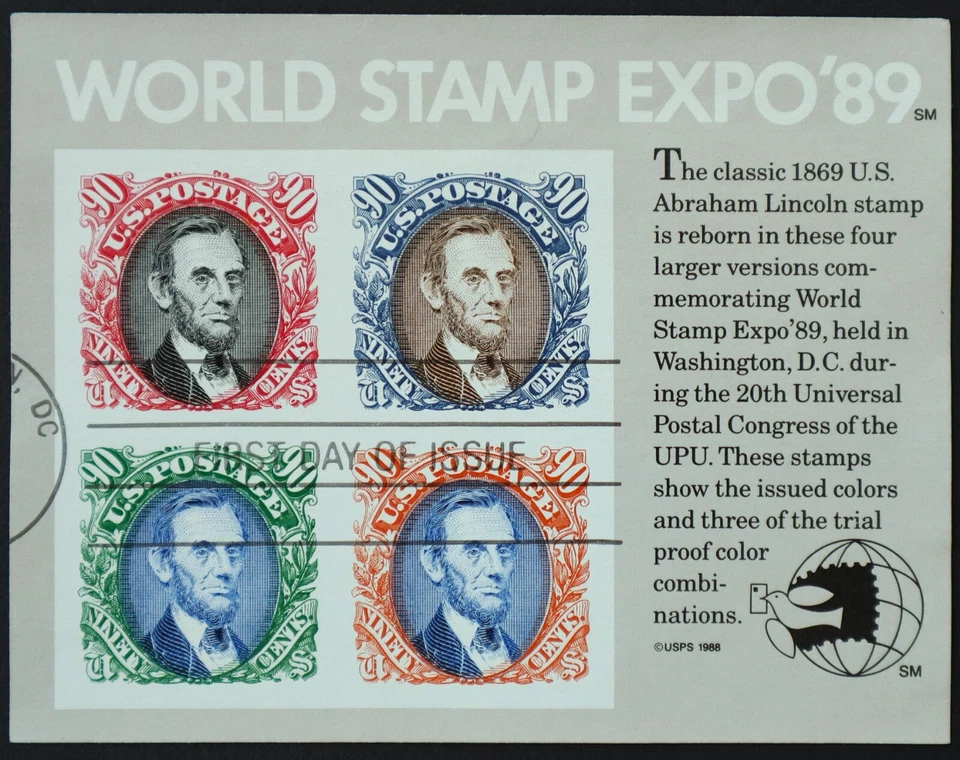 WORLD STAMP EXPO'89 SM
90 U.S. POSTAGE 90
NINETY CENTS.
U S
90 U.S. POSTAGE 90
NINETY CENTS.
U S
, DC
FIRST DAY OF ISSUE
90 U.S. POSTAGE 90
NINETY CENTS.
U S
90 U.S. POSTAGE 90
NINETY CENTS.
U S
The classic 1869 U.S.
Abraham Lincoln stamp
is reborn in these four
larger versions com-
memorating World
Stamp Expo'89, held in
Washington, D.C. dur-
ing the 20th Universal
Postal Congress of the
UPU. These stamps
show the issued colors
and three of the trial
proof color
combi-
nations.
©USPS 1988
SM